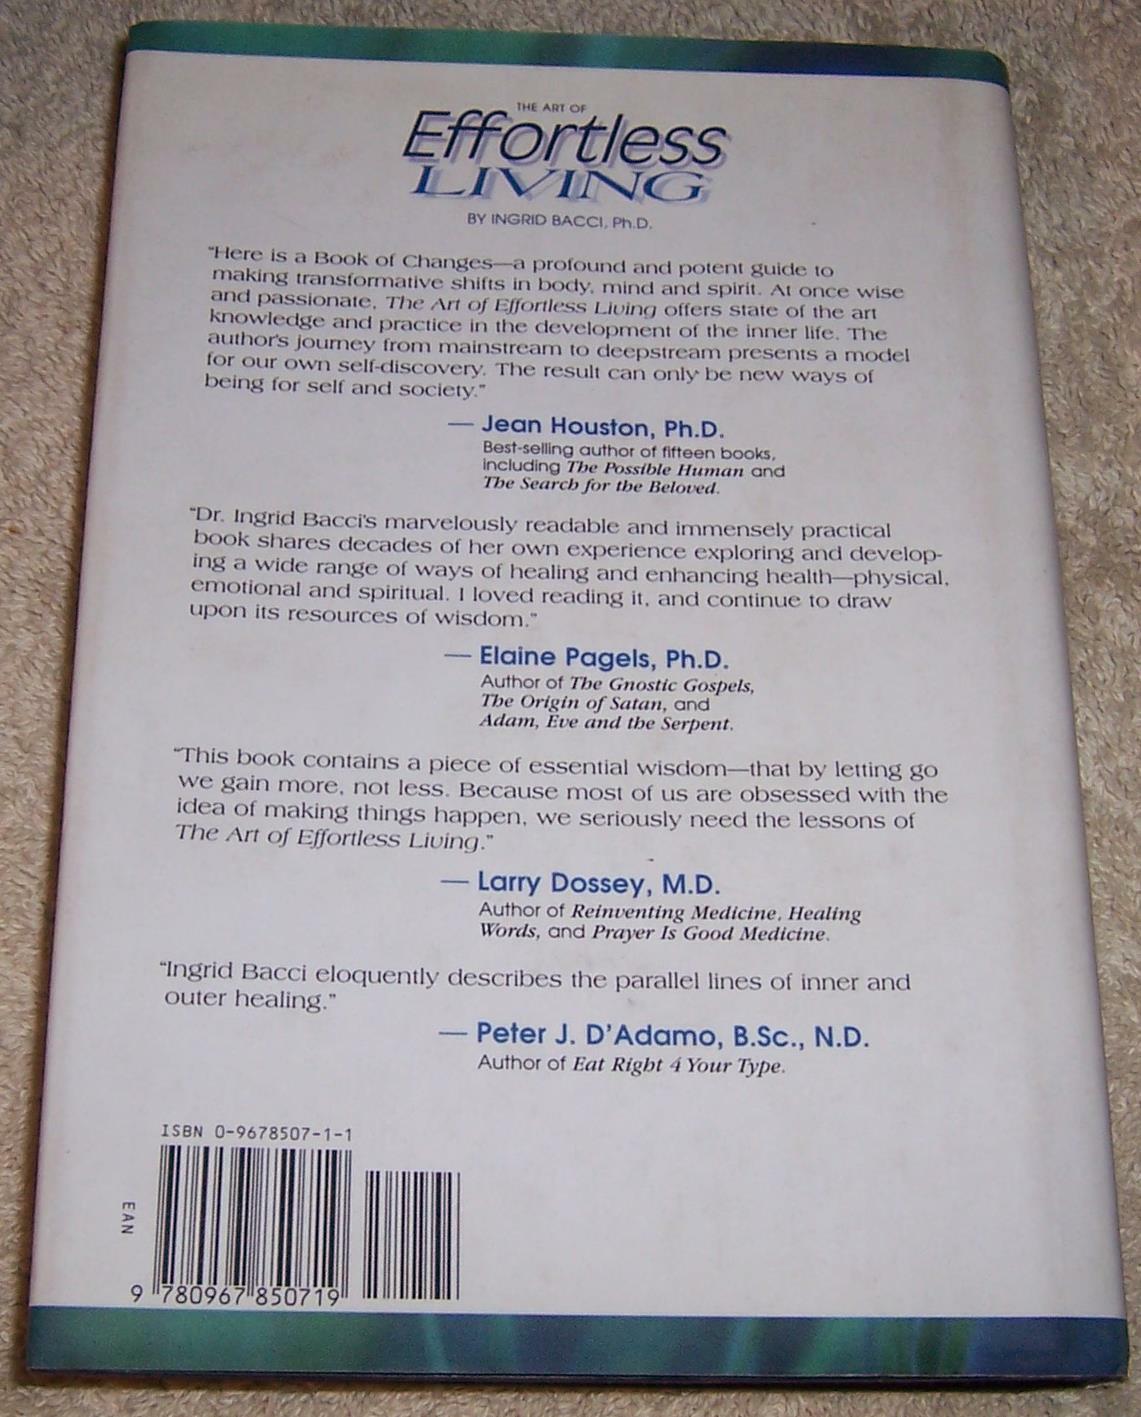 THE ART OF
Effortless
LIVING
BY INGRID BACCI, Ph.D.
“Here is a Book of Changes—a profound and potent guide to
making transformative shifts in body, mind and spirit. At once wise
and passionate, The Art of Effortless Living offers state of the art
knowledge and practice in the development of the inner life. The
author's journey from mainstream to deepstream presents a model
for our own self-discovery. The result can only be new ways of
being for self and society.”
— Jean Houston, Ph.D.
Best-selling author of fifteen books,
including The Possible Human and
The Search for the Beloved.
“Dr. Ingrid Bacci's marvelously readable and immensely practical
book shares decades of her own experience exploring and develop-
ing a wide range of ways of healing and enhancing health—physical,
emotional and spiritual. I loved reading it, and continue to draw
upon its resources of wisdom.”
— Elaine Pagels, Ph.D.
Author of The Gnostic Gospels,
The Origin of Satan, and
Adam, Eve and the Serpent.
“This book contains a piece of essential wisdom—that by letting go
we gain more, not less. Because most of us are obsessed with the
idea of making things happen, we seriously need the lessons of
The Art of Effortless Living.”
— Larry Dossey, M.D.
Author of Reinventing Medicine, Healing
Words, and Prayer Is Good Medicine.
“Ingrid Bacci eloquently describes the parallel lines of inner and
outer healing.”
— Peter J. D'Adamo, B.Sc., N.D.
Author of Eat Right 4 Your Type.
ISBN 0-9678507-1-1
EAN
9 780967 850719